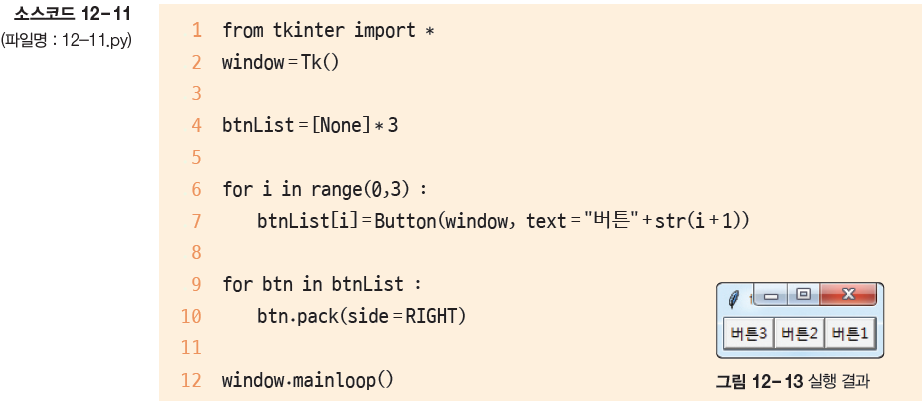 소스코드 12-11
(파일명 : 12-11.py)
1 from tkinter import *
2 window=Tk()
3
4 btnList=[None]*3
5
6 for i in range(0,3) :
7 btnList[i]=Button(window, text="버튼"+str(i+1))
8
9 for btn in btnList :
10 btn.pack(side=RIGHT)
11
12 window.mainloop()
버튼3 버튼2 버튼1
그림 12-13 실행 결과